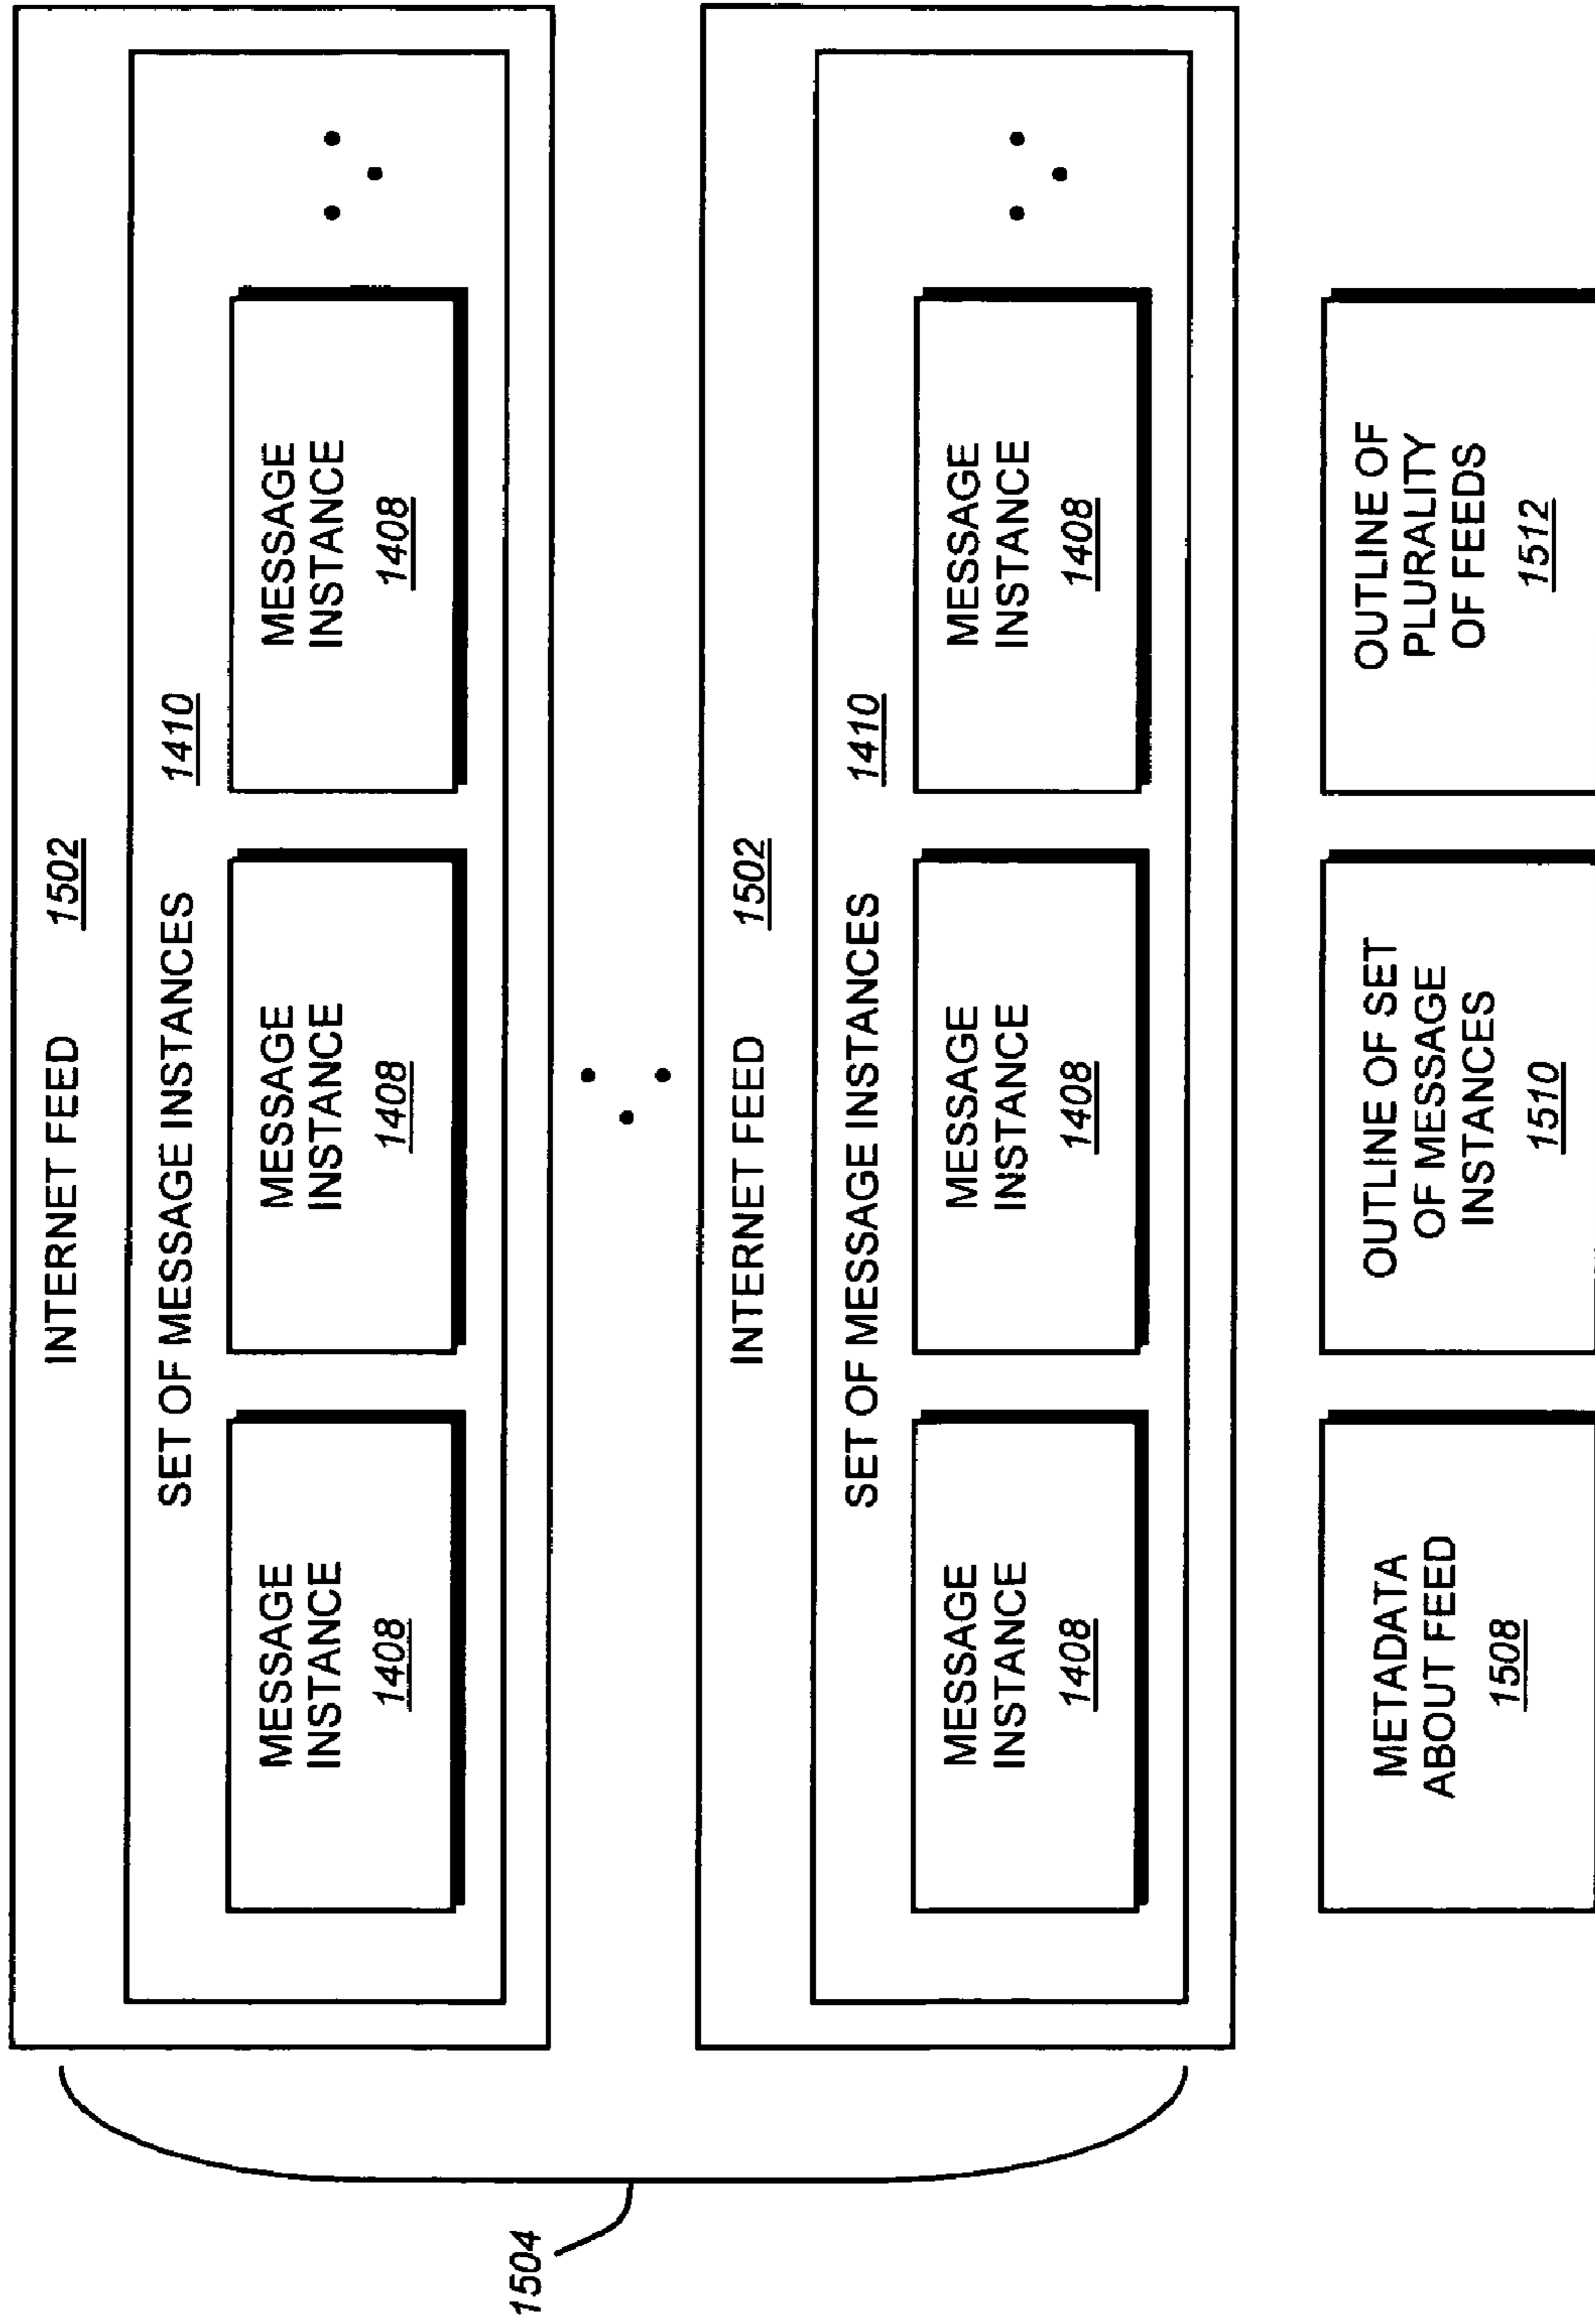 INTERNET FEED 1502
SET OF MESSAGE INSTANCES 1410
MESSAGE
INSTANCE
1408
MESSAGE
INSTANCE
1408
MESSAGE
INSTANCE
1408
INTERNET FEED 1502
SET OF MESSAGE INSTANCES 1410
MESSAGE
INSTANCE
1408
MESSAGE
INSTANCE
1408
MESSAGE
INSTANCE
1408
1504
METADATA
ABOUT FEED
1508
OUTLINE OF SET
OF MESSAGE
INSTANCES
1510
OUTLINE OF
PLURALITY
OF FEEDS
1512